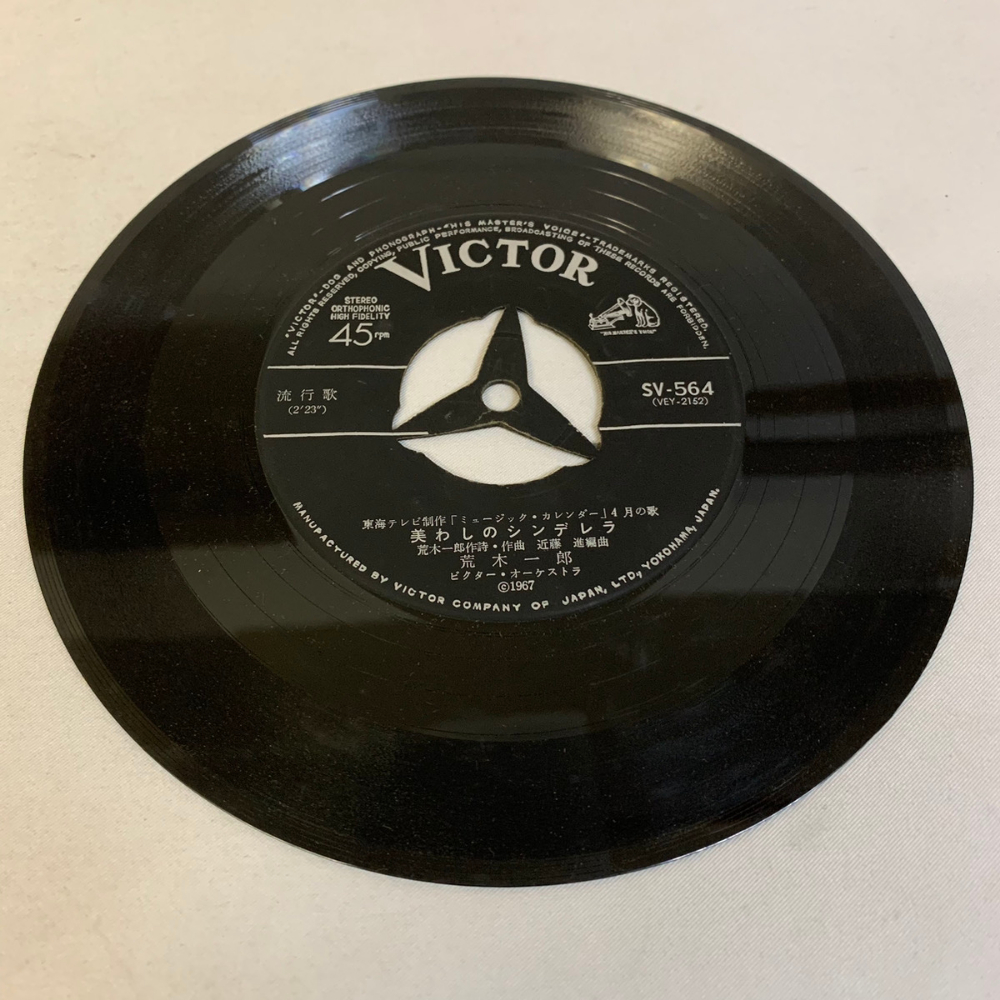 "VICTOR"-DOG AND PHONOGRAPH-"HIS MASTER'S VOICE"-TRADEMARKS REGISTERED.
ALL RIGHTS RESERVED, COPYING, PUBLIC PERFORMANCE, BROADCASTING OF THESE RECORDS ARE FORBIDDEN.
VICTOR
STEREO
ORTHOPHONIC
HIGH FIDELITY
45rpm
"HIS MASTER'S VOICE"
流行歌
(2′23″)
SV-564
(VEY-2152)
東海テレビ制作「ミュージック・カレンダー」4月の歌
美わしのシンデレラ
荒木一郎作詩・作曲 近藤 進編曲
荒木一郎
ビクター・オーケストラ
©1967
MANUFACTURED BY VICTOR COMPANY OF JAPAN, LTD, YOKOHAMA, JAPAN.